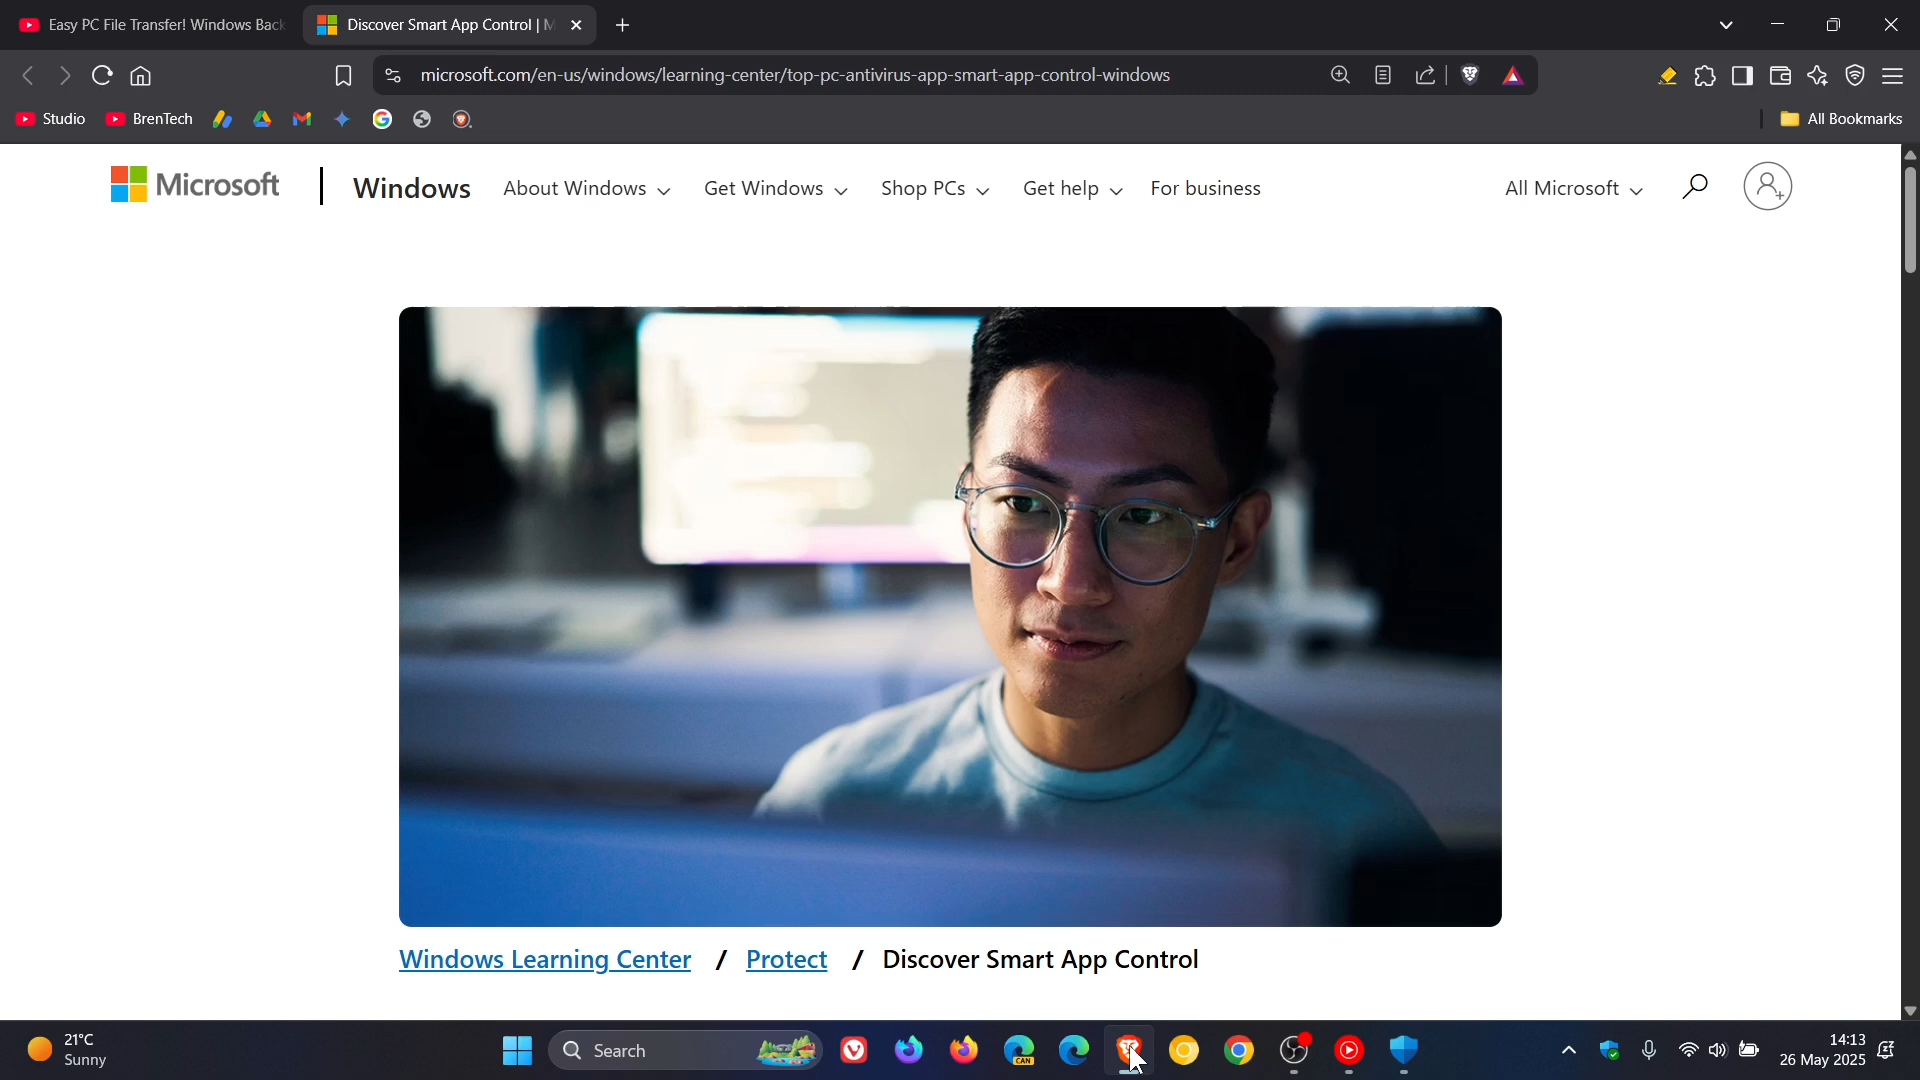 Easy PC File Transfer! Windows Back
Discover Smart App Control | M
microsoft.com/en-us/windows/learning-center/top-pc-antivirus-app-smart-app-control-windows
Studio
BrenTech
All Bookmarks
Microsoft
Windows
About Windows
Get Windows
Shop PCs
Get help
For business
All Microsoft
Windows Learning Center / Protect / Discover Smart App Control
21°C
Sunny
Search
CAN
14:13
26 May 2025